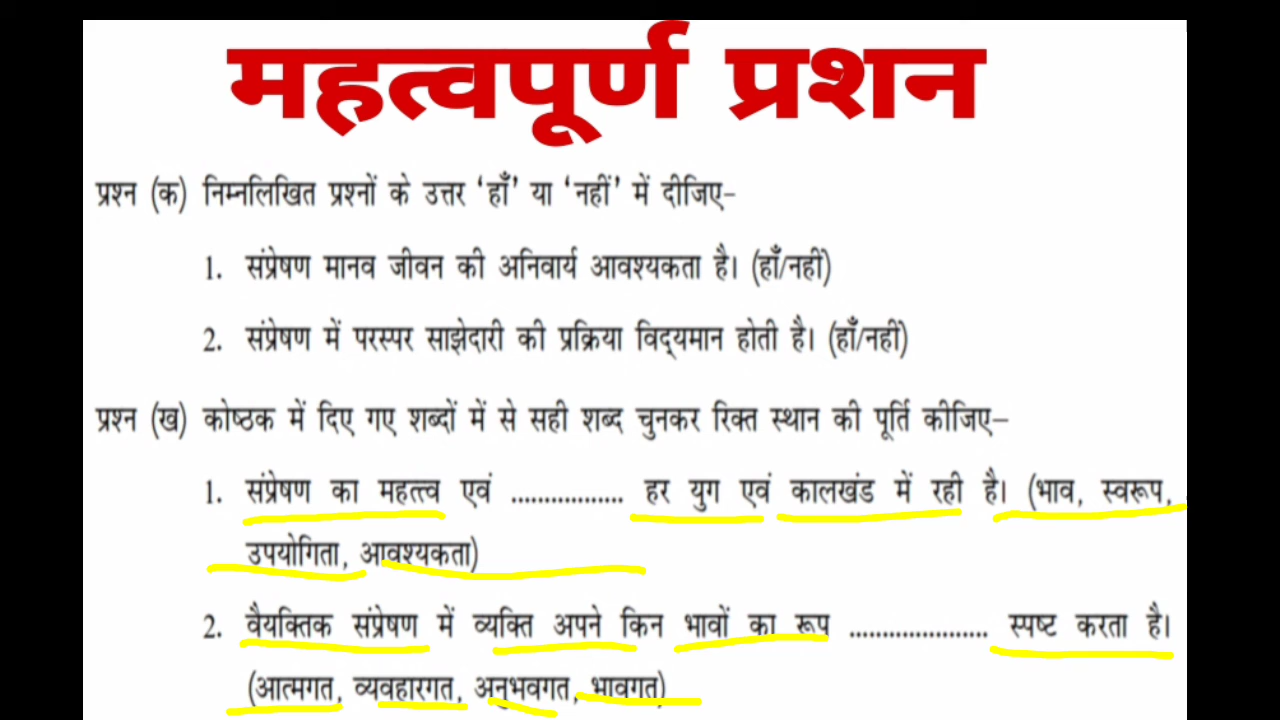 महत्वपूर्ण प्रशन
प्रश्न (क) निम्नलिखित प्रश्नों के उत्तर ‘हाँ’ या ‘नहीं’ में दीजिए–
1. संप्रेषण मानव जीवन की अनिवार्य आवश्यकता है। (हाँ/नहीं)
2. संप्रेषण में परस्पर साझेदारी की प्रक्रिया विद्‌यमान होती है। (हाँ/नहीं)
प्रश्न (ख) कोष्ठक में दिए गए शब्दों में से सही शब्द चुनकर रिक्त स्थान की पूर्ति कीजिए–
1. संप्रेषण का महत्त्व एवं ................. हर युग एवं कालखंड में रही है। (भाव, स्वरूप,
उपयोगिता, आवश्यकता)
2. वैयक्तिक संप्रेषण में व्यक्ति अपने किन भावों का रूप ..................... स्पष्ट करता है।
(आत्मगत, व्यवहारगत, अनुभवगत, भावगत)